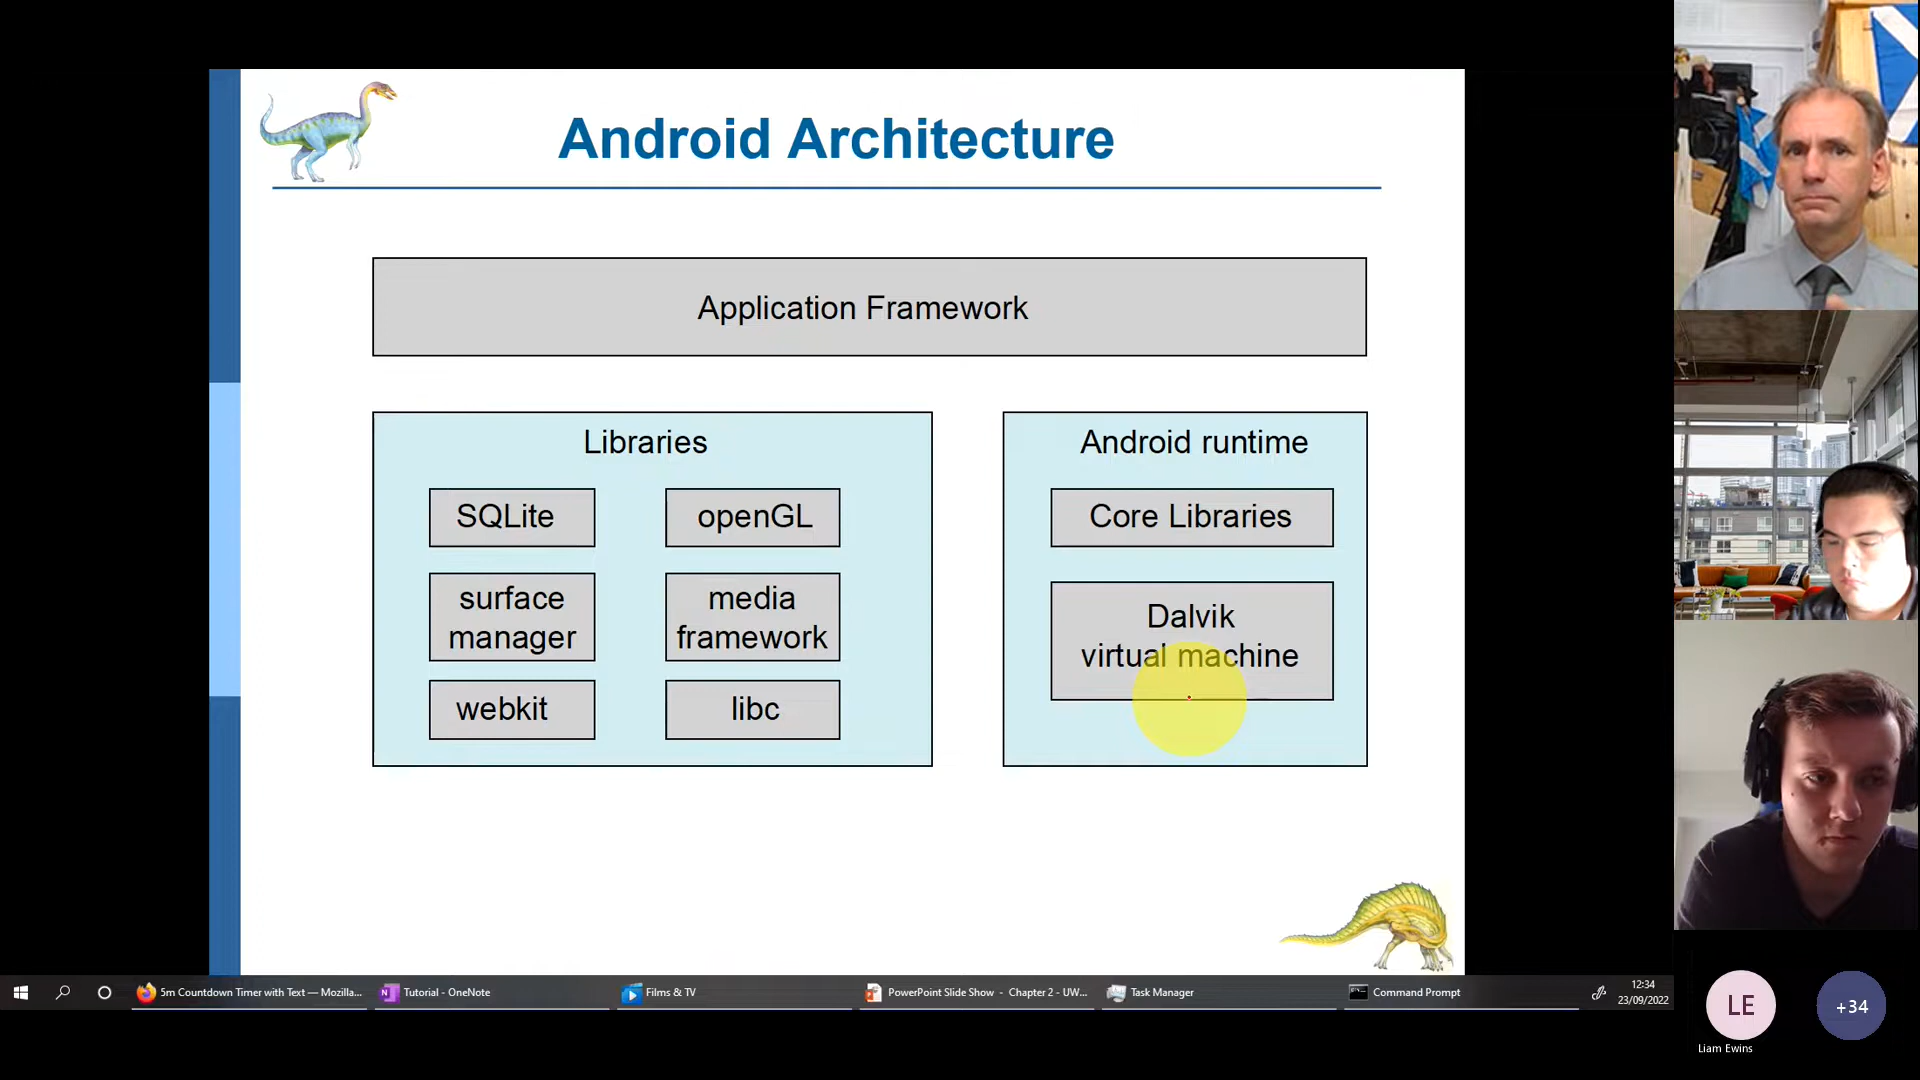 Android Architecture
Application Framework
Libraries
SQLite
openGL
surface
manager
media
framework
webkit
libc
Android runtime
Core Libraries
Dalvik
virtual machine
5m Countdown Timer with Text — Mozilla...
Tutorial - OneNote
Films & TV
PowerPoint Slide Show - Chapter 2 - UW...
Task Manager
Command Prompt
12:34
23/09/2022
LE
+34
Liam Ewins